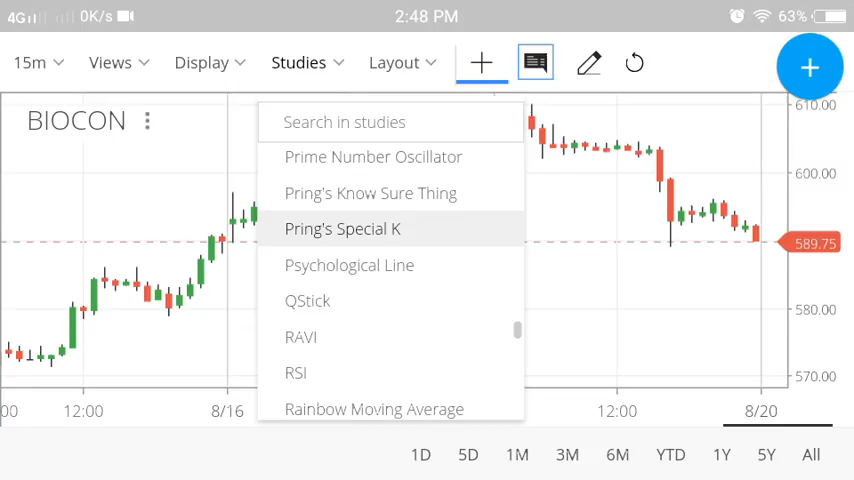 4G 0K/s 2:48 PM 63%
15m Views Display Studies Layout
BIOCON
Search in studies
Prime Number Oscillator
Pring's Know Sure Thing
Pring's Special K
Psychological Line
QStick
RAVI
RSI
Rainbow Moving Average
610.00
600.00
589.75
580.00
570.00
00 12:00 8/16 12:00 8/20
1D 5D 1M 3M 6M YTD 1Y 5Y All